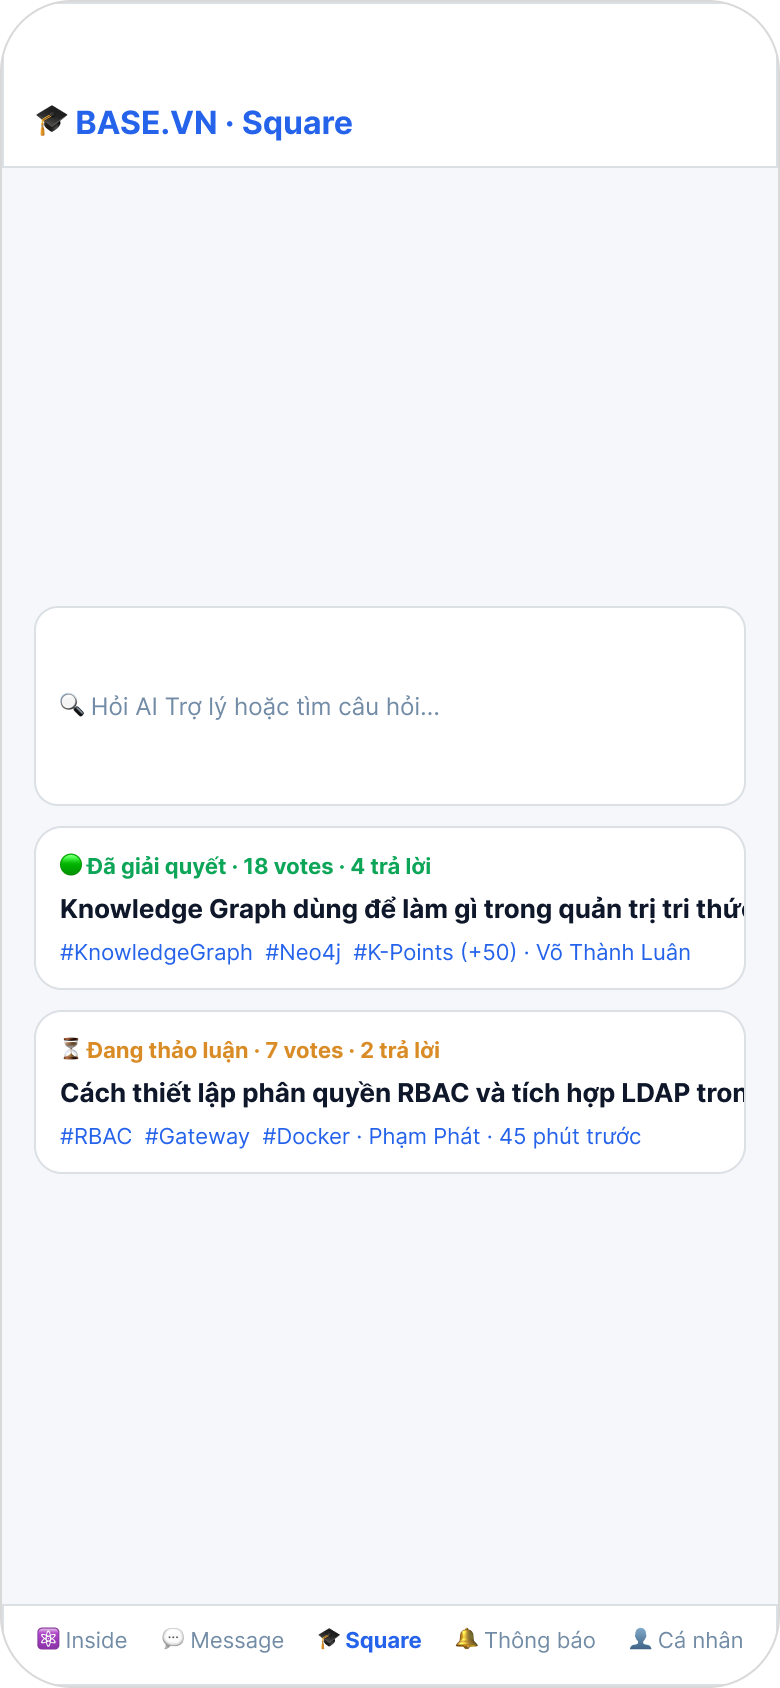 🎓 BASE.VN · Square
🔍 Hỏi AI Trợ lý hoặc tìm câu hỏi...
🟢 Đã giải quyết · 18 votes · 4 trả lời
Knowledge Graph dùng để làm gì trong quản trị tri thức
#KnowledgeGraph #Neo4j #K-Points (+50) · Võ Thành Luân
⏳ Đang thảo luận · 7 votes · 2 trả lời
Cách thiết lập phân quyền RBAC và tích hợp LDAP
#RBAC #Gateway #Docker · Phạm Phát · 45 phút trước
⚛️ Inside 💬 Message 🎓 Square 🔔 Thông báo 👤 Cá nhân